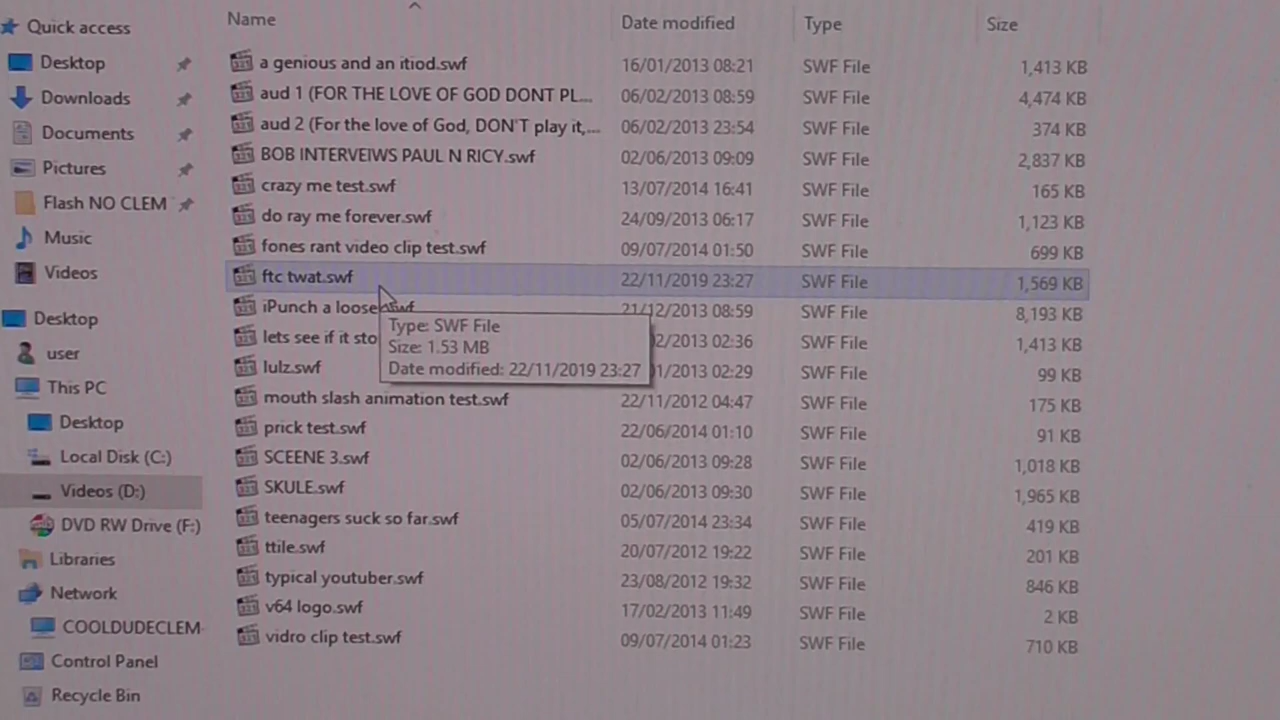 Name Date modified Type Size
Quick access
Desktop
Downloads
Documents
Pictures
Flash NO CLEM
Music
Videos
Desktop
user
This PC
Desktop
Local Disk (C:)
Videos (D:)
DVD RW Drive (F:)
Libraries
Network
COOLDUDECLEM
Control Panel
Recycle Bin
a genious and an itiod.swf 16/01/2013 08:21 SWF File 1,413 KB
aud 1 (FOR THE LOVE OF GOD DONT PL... 06/02/2013 08:59 SWF File 4,474 KB
aud 2 (For the love of God, DON'T play it,... 06/02/2013 23:54 SWF File 374 KB
BOB INTERVEIWS PAUL N RICY.swf 02/06/2013 09:09 SWF File 2,837 KB
crazy me test.swf 13/07/2014 16:41 SWF File 165 KB
do ray me forever.swf 24/09/2013 06:17 SWF File 1,123 KB
fones rant video clip test.swf 09/07/2014 01:50 SWF File 699 KB
ftc twat.swf 22/11/2019 23:27 SWF File 1,569 KB
iPunch a loose.swf 21/12/2013 08:59 SWF File 8,193 KB
lets see if it sto 02/2013 02:36 SWF File 1,413 KB
lulz.swf 01/2013 02:29 SWF File 99 KB
mouth slash animation test.swf 22/11/2012 04:47 SWF File 175 KB
prick test.swf 22/06/2014 01:10 SWF File 91 KB
SCEENE 3.swf 02/06/2013 09:28 SWF File 1,018 KB
SKULE.swf 02/06/2013 09:30 SWF File 1,965 KB
teenagers suck so far.swf 05/07/2014 23:34 SWF File 419 KB
ttile.swf 20/07/2012 19:22 SWF File 201 KB
typical youtuber.swf 23/08/2012 19:32 SWF File 846 KB
v64 logo.swf 17/02/2013 11:49 SWF File 2 KB
vidro clip test.swf 09/07/2014 01:23 SWF File 710 KB
Type: SWF File
Size: 1.53 MB
Date modified: 22/11/2019 23:27